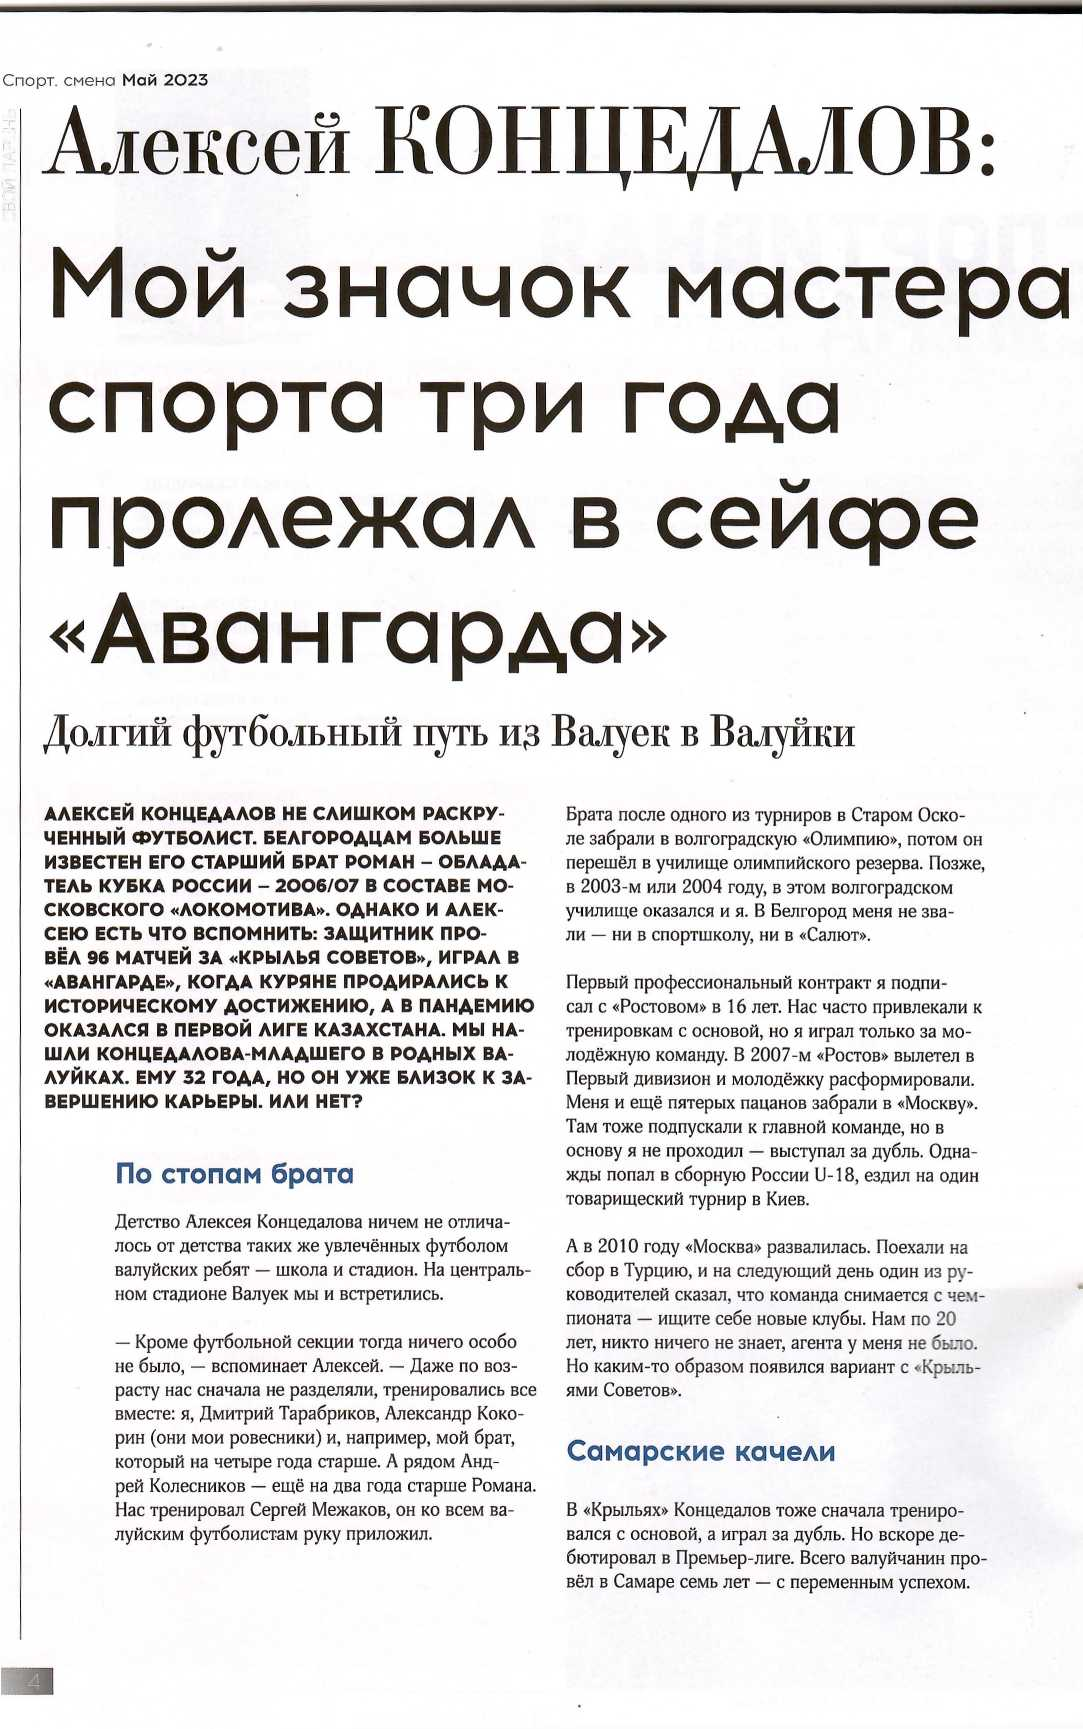 Спорт. смена Май 2023
Алексей КОНЦЕДАЛОВ:
Мой значок мастера
спорта три года
пролежал в сейфе
«Авангарда»
Долгий футбольный путь из Валуек в Валуйки
АЛЕКСЕЙ КОНЦЕДАЛОВ НЕ СЛИШКОМ РАСКРУ-
ЧЕННЫЙ ФУТБОЛИСТ. БЕЛГОРОДЦАМ БОЛЬШЕ
ИЗВЕСТЕН ЕГО СТАРШИЙ БРАТ РОМАН – ОБЛАДА-
ТЕЛЬ КУБКА РОССИИ – 2006/07 В СОСТАВЕ МО-
СКОВСКОГО «ЛОКОМОТИВА». ОДНАКО И АЛЕК-
СЕЮ ЕСТЬ ЧТО ВСПОМНИТЬ: ЗАЩИТНИК ПРО-
ВЁЛ 96 МАТЧЕЙ ЗА «КРЫЛЬЯ СОВЕТОВ», ИГРАЛ В
«АВАНГАРДЕ», КОГДА КУРЯНЕ ПРОДИРАЛИСЬ К
ИСТОРИЧЕСКОМУ ДОСТИЖЕНИЮ, А В ПАНДЕМИЮ
ОКАЗАЛСЯ В ПЕРВОЙ ЛИГЕ КАЗАХСТАНА. МЫ НА-
ШЛИ КОНЦЕДАЛОВА-МЛАДШЕГО В РОДНЫХ ВА-
ЛУЙКАХ. ЕМУ 32 ГОДА, НО ОН УЖЕ БЛИЗОК К ЗА-
ВЕРШЕНИЮ КАРЬЕРЫ. ИЛИ НЕТ?
По стопам брата
Детство Алексея Концедалова ничем не отлича-
лось от детства таких же увлечённых футболом
валуйских ребят — школа и стадион. На централь-
ном стадионе Валуек мы и встретились.
— Кроме футбольной секции тогда ничего особо
не было, — вспоминает Алексей. — Даже по воз-
расту нас сначала не разделяли, тренировались все
вместе: я, Дмитрий Тарабриков, Александр Коко-
рин (они мои ровесники) и, например, мой брат,
который на четыре года старше. А рядом Анд-
рей Колесников — ещё на два года старше Романа.
Нас тренировал Сергей Межаков, он ко всем ва-
луйским футболистам руку приложил.
Брата после одного из турниров в Старом Оско-
ле забрали в волгоградскую «Олимпию», потом он
перешёл в училище олимпийского резерва. Позже,
в 2003-м или 2004 году, в этом волгоградском
училище оказался и я. В Белгород меня не зва-
ли — ни в спортшколу, ни в «Салют».
Первый профессиональный контракт я подпи-
сал с «Ростовом» в 16 лет. Нас часто привлекали к
тренировкам с основой, но я играл только за мо-
лодёжную команду. В 2007-м «Ростов» вылетел в
Первый дивизион и молодёжку расформировали.
Меня и ещё пятерых пацанов забрали в «Москву».
Там тоже подпускали к главной команде, но в
основу я не проходил — выступал за дубль. Одна-
жды попал в сборную России U-18, ездил на один
товарищеский турнир в Киев.
А в 2010 году «Москва» развалилась. Поехали на
сбор в Турцию, и на следующий день один из ру-
ководителей сказал, что команда снимается с чем-
пионата — ищите себе новые клубы. Нам по 20
лет, никто ничего не знает, агента у меня не было.
Но каким-то образом появился вариант с «Крыль-
ями Советов».
Самарские качели
В «Крыльях» Концедалов тоже сначала трениро-
вался с основой, а играл за дубль. Но вскоре де-
бютировал в Премьер-лиге. Всего валуйчанин про-
вёл в Самаре семь лет — с переменным успехом.
4